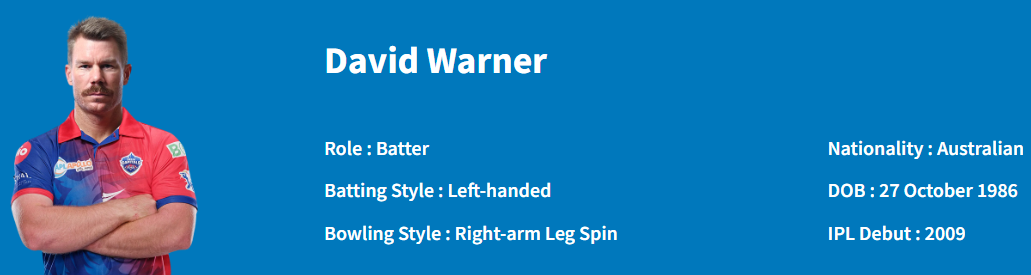 David Warner
Role : Batter
Nationality : Australian
Batting Style : Left-handed
DOB : 27 October 1986
Bowling Style : Right-arm Leg Spin
IPL Debut : 2009